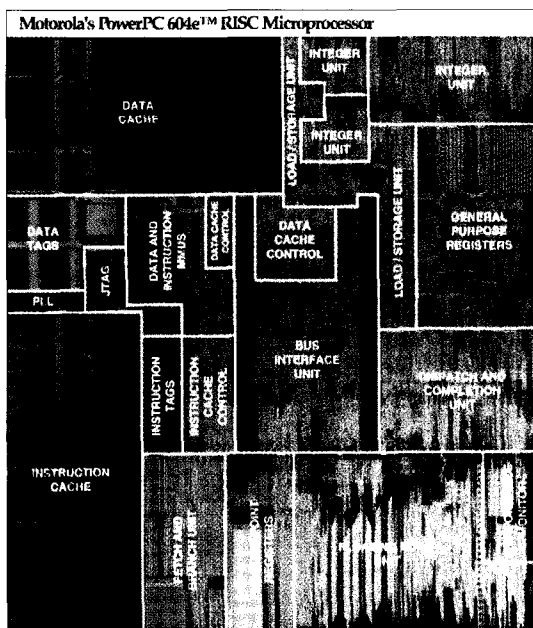 Motorola's PowerPC 604e™ RISC Microprocessor
DATA
CACHE
LOAD / STORAGE UNIT
INTEGER
UNIT
INTEGER
UNIT
INTEGER
UNIT
DATA
TAGS
JTAG
PLL
DATA AND
INSTRUCTION
MMUS
DATA CACHE
CONTROL
DATA
CACHE
CONTROL
LOAD / STORAGE UNIT
GENERAL
PURPOSE
REGISTERS
BUS
INTERFACE
UNIT
INSTRUCTION
TAGS
INSTRUCTION
CACHE
CONTROL
DISPATCH AND
COMPLETION
UNIT
INSTRUCTION
CACHE
FETCH AND
BRANCH UNIT
POINT
REGISTERS